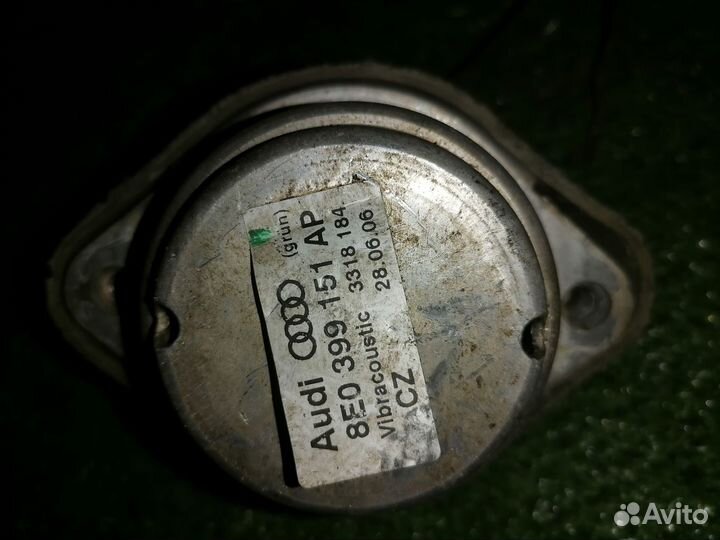 Audi (grün)
8E0 399 151 AP
Vibracoustic 3318 184
CZ 28.06.06
Avito